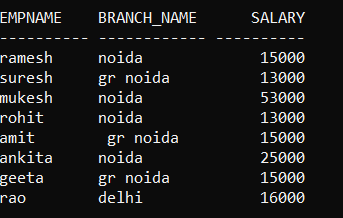 EMPNAME    BRANCH_NAME      SALARY
---------- ------------ ----------
ramesh     noida             15000
suresh     gr noida          13000
mukesh     noida             53000
rohit      noida             13000
amit        gr noida         15000
ankita     noida             25000
geeta      gr noida          15000
rao        delhi             16000